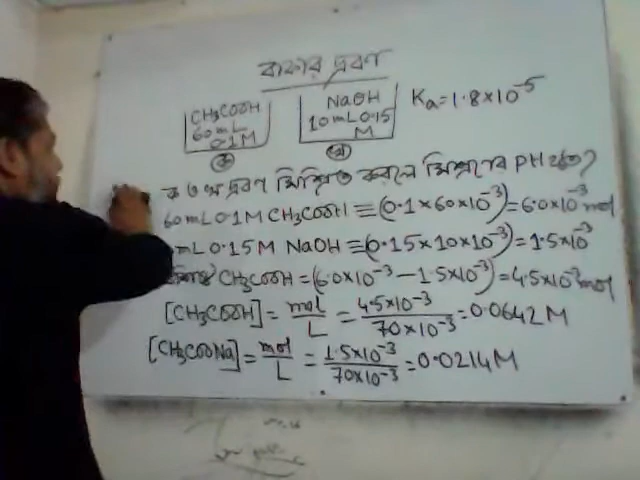 বাফার দ্রবণ
CH3COOH
60mL
0.1M
ক
NaOH
10mL 0.15
M
খ
Ka=1.8×10⁻⁵
ক ও খ দ্রবণ মিশ্রিত করলে মিশ্রণের PH কত?
60mL 0.1M CH3COOH ≡(0.1×60×10⁻³)=6.0×10⁻³ mol
mL 0.15M NaOH ≡(0.15×10×10⁻³)=1.5×10⁻³
CH3COOH =(6.0×10⁻³−1.5×10⁻³)=4.5×10⁻³mol
[CH3COOH]=mol/L = 4.5×10⁻³/70×10⁻³=0.0642M
[CH3COONa]=mol/L = 1.5×10⁻³/70×10⁻³=0.0214M